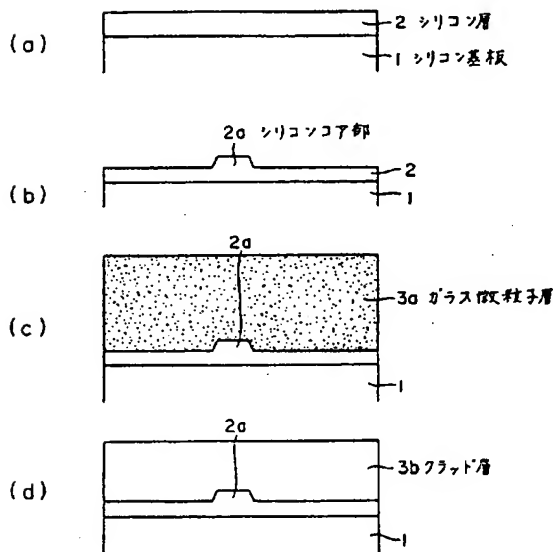 (a)
2 シリコン層
1 シリコン基板
2a シリコンコア部
(b)
2
1
2a
(c)
3a ガラス微粒子層
1
2a
(d)
3b クラッド層
1